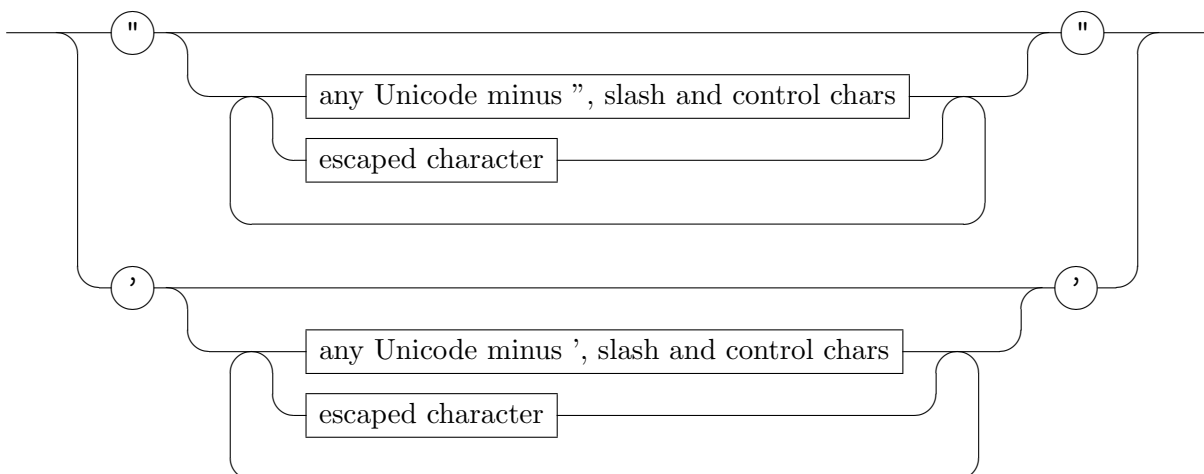 " "
any Unicode minus ”, slash and control chars
escaped character
’ ’
any Unicode minus ’, slash and control chars
escaped character